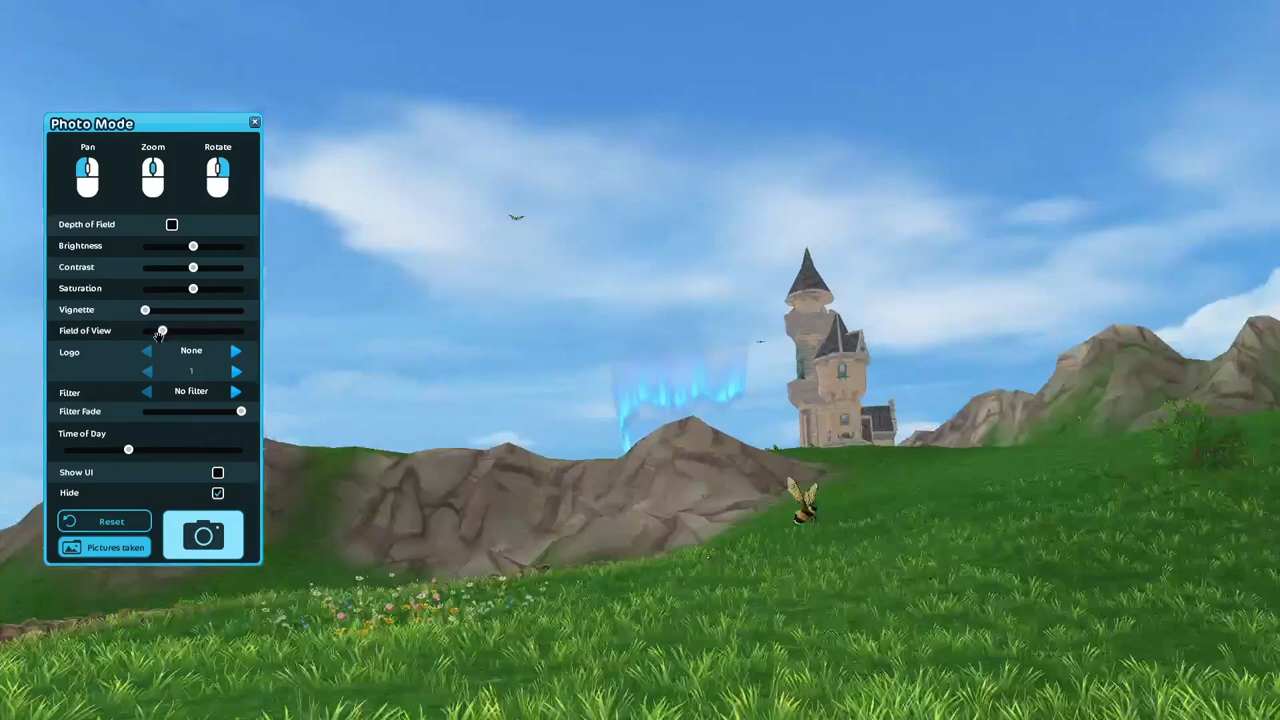 Photo Mode
Pan Zoom Rotate
Depth of Field
Brightness
Contrast
Saturation
Vignette
Field of View
Logo None
1
Filter No filter
Filter Fade
Time of Day
Show UI
Hide
Reset
Pictures taken